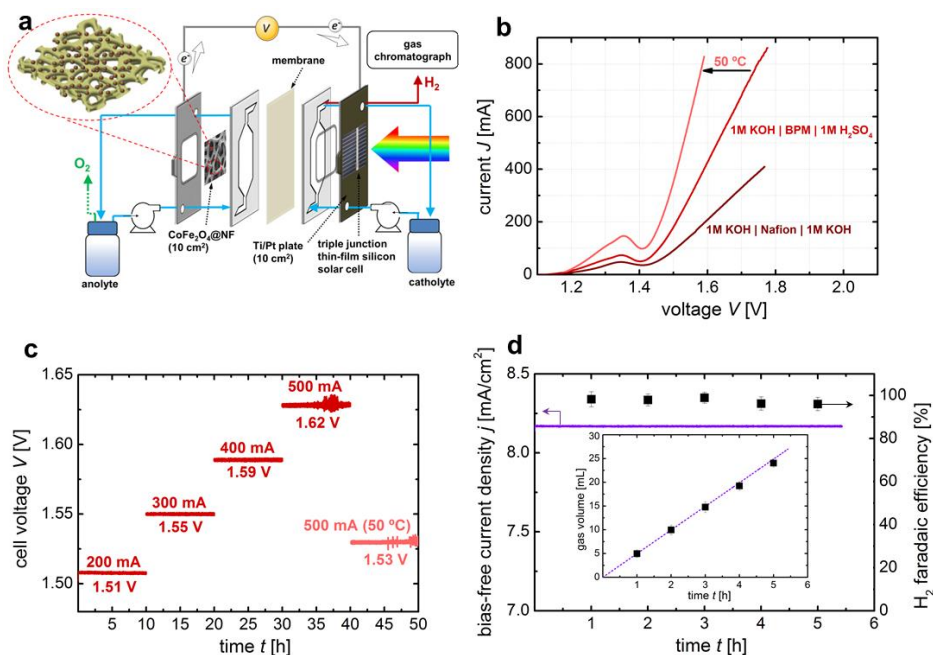 a
V
e⁻
e⁻
gas
chromatograph
membrane
H₂
O₂
CoFe₂O₄@NF
(10 cm²)
Ti/Pt plate
(10 cm²)
triple junction
thin-film silicon
solar cell
anolyte
catholyte
b
current J [mA]
800
600
400
200
0
50 ºC
1M KOH | BPM | 1M H₂SO₄
1M KOH | Nafion | 1M KOH
1.2
1.4
1.6
1.8
2.0
voltage V [V]
c
cell voltage V [V]
1.65
1.60
1.55
1.50
500 mA
1.62 V
400 mA
1.59 V
300 mA
1.55 V
500 mA (50 ºC)
1.53 V
200 mA
1.51 V
5 10 15 20 25 30 35 40 45 50
time t [h]
d
bias-free current density j [mA/cm²]
8.5
8.0
7.5
7.0
H₂ faradaic efficiency [%]
100
80
60
40
20
0
gas volume [mL]
30
25
20
15
10
5
0
1 2 3 4 5 6
time t [h]
1 2 3 4 5 6
time t [h]